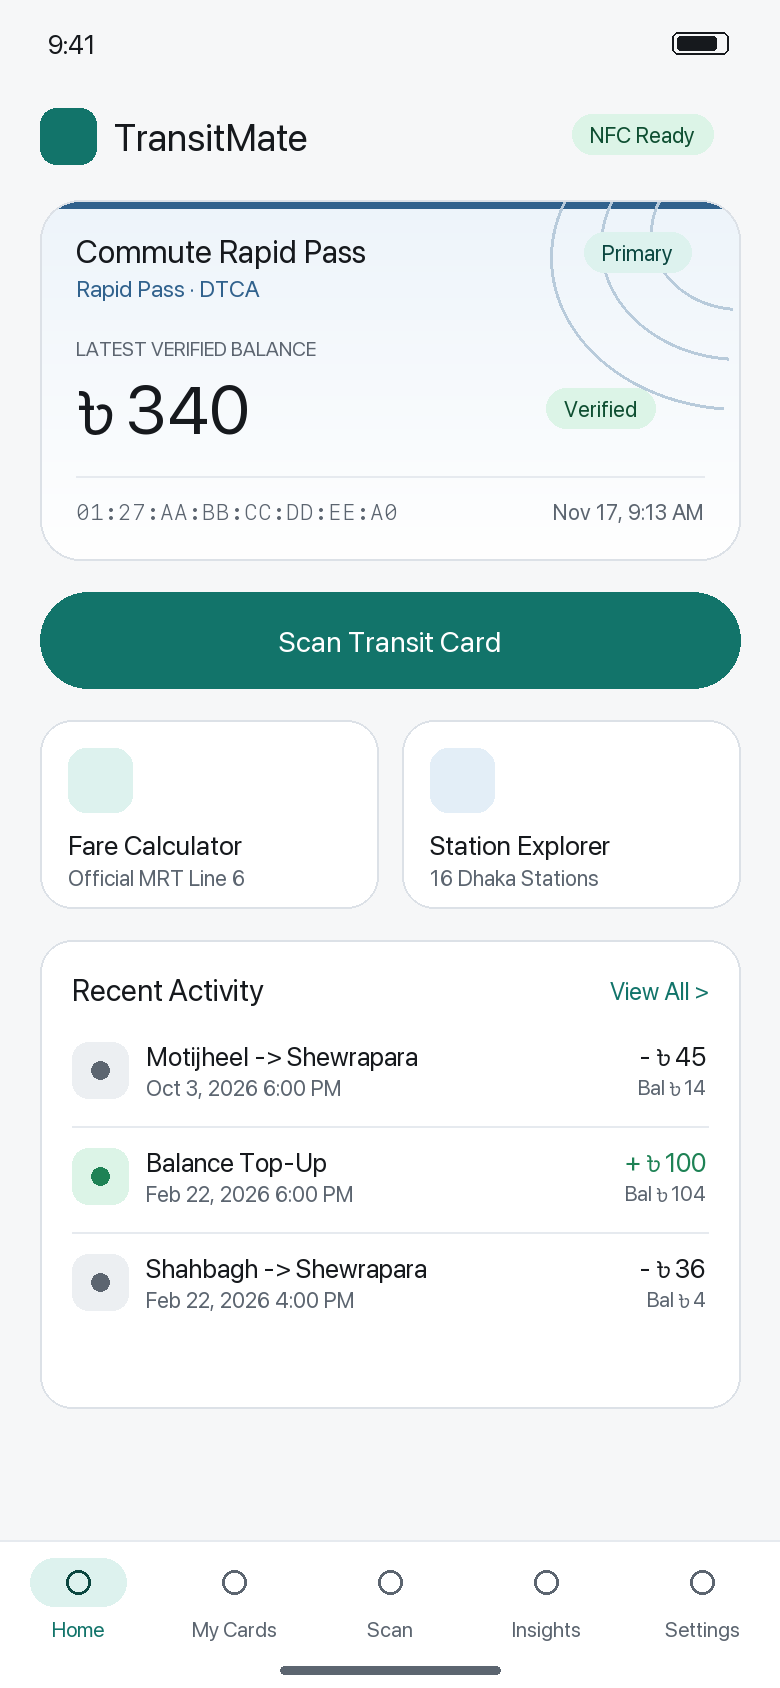 9:41
TransitMate
NFC Ready
Commute Rapid Pass
Primary
Rapid Pass · DTCA
LATEST VERIFIED BALANCE
৳ 340
Verified
01:27:AA:BB:CC:DD:EE:A0
Nov 17, 9:13 AM
Scan Transit Card
Fare Calculator
Official MRT Line 6
Station Explorer
16 Dhaka Stations
Recent Activity
View All >
Motijheel -> Shewrapara
- ৳ 45
Oct 3, 2026 6:00 PM
Bal ৳ 14
Balance Top-Up
+ ৳ 100
Feb 22, 2026 6:00 PM
Bal ৳ 104
Shahbagh -> Shewrapara
- ৳ 36
Feb 22, 2026 4:00 PM
Bal ৳ 4
Home
My Cards
Scan
Insights
Settings